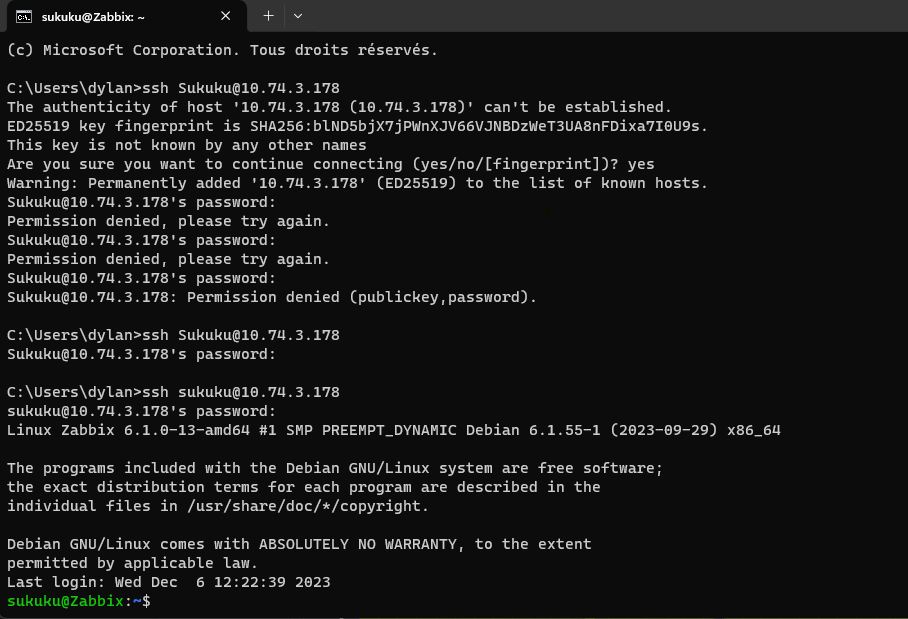 sukuku@Zabbix: ~
(c) Microsoft Corporation. Tous droits réservés.
C:\Users\dylan>ssh Sukuku@10.74.3.178
The authenticity of host '10.74.3.178 (10.74.3.178)' can't be established.
ED25519 key fingerprint is SHA256:blND5bjX7jPWnXJV66VJNBDzWeT3UA8nFDixa7I0U9s.
This key is not known by any other names
Are you sure you want to continue connecting (yes/no/[fingerprint])? yes
Warning: Permanently added '10.74.3.178' (ED25519) to the list of known hosts.
Sukuku@10.74.3.178's password:
Permission denied, please try again.
Sukuku@10.74.3.178's password:
Permission denied, please try again.
Sukuku@10.74.3.178's password:
Sukuku@10.74.3.178: Permission denied (publickey,password).
C:\Users\dylan>ssh Sukuku@10.74.3.178
Sukuku@10.74.3.178's password:
C:\Users\dylan>ssh sukuku@10.74.3.178
sukuku@10.74.3.178's password:
Linux Zabbix 6.1.0-13-amd64 #1 SMP PREEMPT_DYNAMIC Debian 6.1.55-1 (2023-09-29) x86_64
The programs included with the Debian GNU/Linux system are free software;
the exact distribution terms for each program are described in the
individual files in /usr/share/doc/*/copyright.
Debian GNU/Linux comes with ABSOLUTELY NO WARRANTY, to the extent
permitted by applicable law.
Last login: Wed Dec  6 12:22:39 2023
sukuku@Zabbix:~$